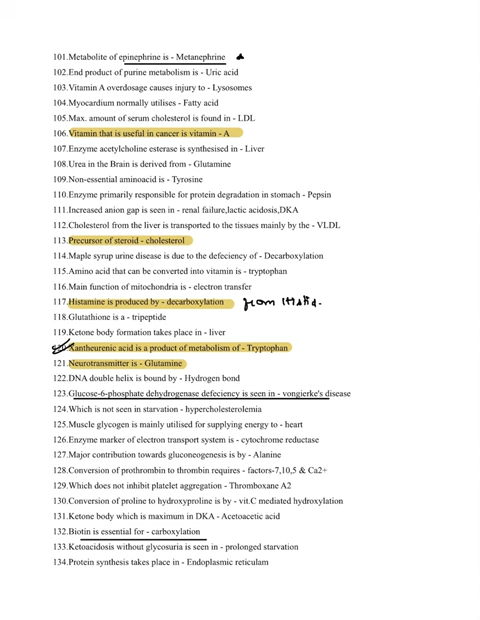 101.Metabolite of epinephrine is - Metanephrine
102.End product of purine metabolism is - Uric acid
103.Vitamin A overdosage causes injury to - Lysosomes
104.Myocardium normally utilises - Fatty acid
105.Max. amount of serum cholesterol is found in - LDL
106.Vitamin that is useful in cancer is vitamin - A
107.Enzyme acetylcholine esterase is synthesised in - Liver
108.Urea in the Brain is derived from - Glutamine
109.Non-essential aminoacid is - Tyrosine
110.Enzyme primarily responsible for protein degradation in stomach - Pepsin
111.Increased anion gap is seen in - renal failure,lactic acidosis,DKA
112.Cholesterol from the liver is transported to the tissues mainly by the - VLDL
113.Precursor of steroid - cholesterol
114.Maple syrup urine disease is due to the defeciency of - Decarboxylation
115.Amino acid that can be converted into vitamin is - tryptophan
116.Main function of mitochondria is - electron transfer
117.Histamine is produced by - decarboxylation from
118.Glutathione is a - tripeptide
119.Ketone body formation takes place in - liver
120.Xantheurenic acid is a product of metabolism of - Tryptophan
121.Neurotransmitter is - Glutamine
122.DNA double helix is bound by - Hydrogen bond
123.Glucose-6-phosphate dehydrogenase defeciency is seen in - vongierke's disease
124.Which is not seen in starvation - hypercholesterolemia
125.Muscle glycogen is mainly utilised for supplying energy to - heart
126.Enzyme marker of electron transport system is - cytochrome reductase
127.Major contribution towards gluconeogenesis is by - Alanine
128.Conversion of prothrombin to thrombin requires - factors-7,10,5 & Ca2+
129.Which does not inhibit platelet aggregation - Thromboxane A2
130.Conversion of proline to hydroxyproline is by - vit.C mediated hydroxylation
131.Ketone body which is maximum in DKA - Acetoacetic acid
132.Biotin is essential for - carboxylation
133.Ketoacidosis without glycosuria is seen in - prolonged starvation
134.Protein synthesis takes place in - Endoplasmic reticulam